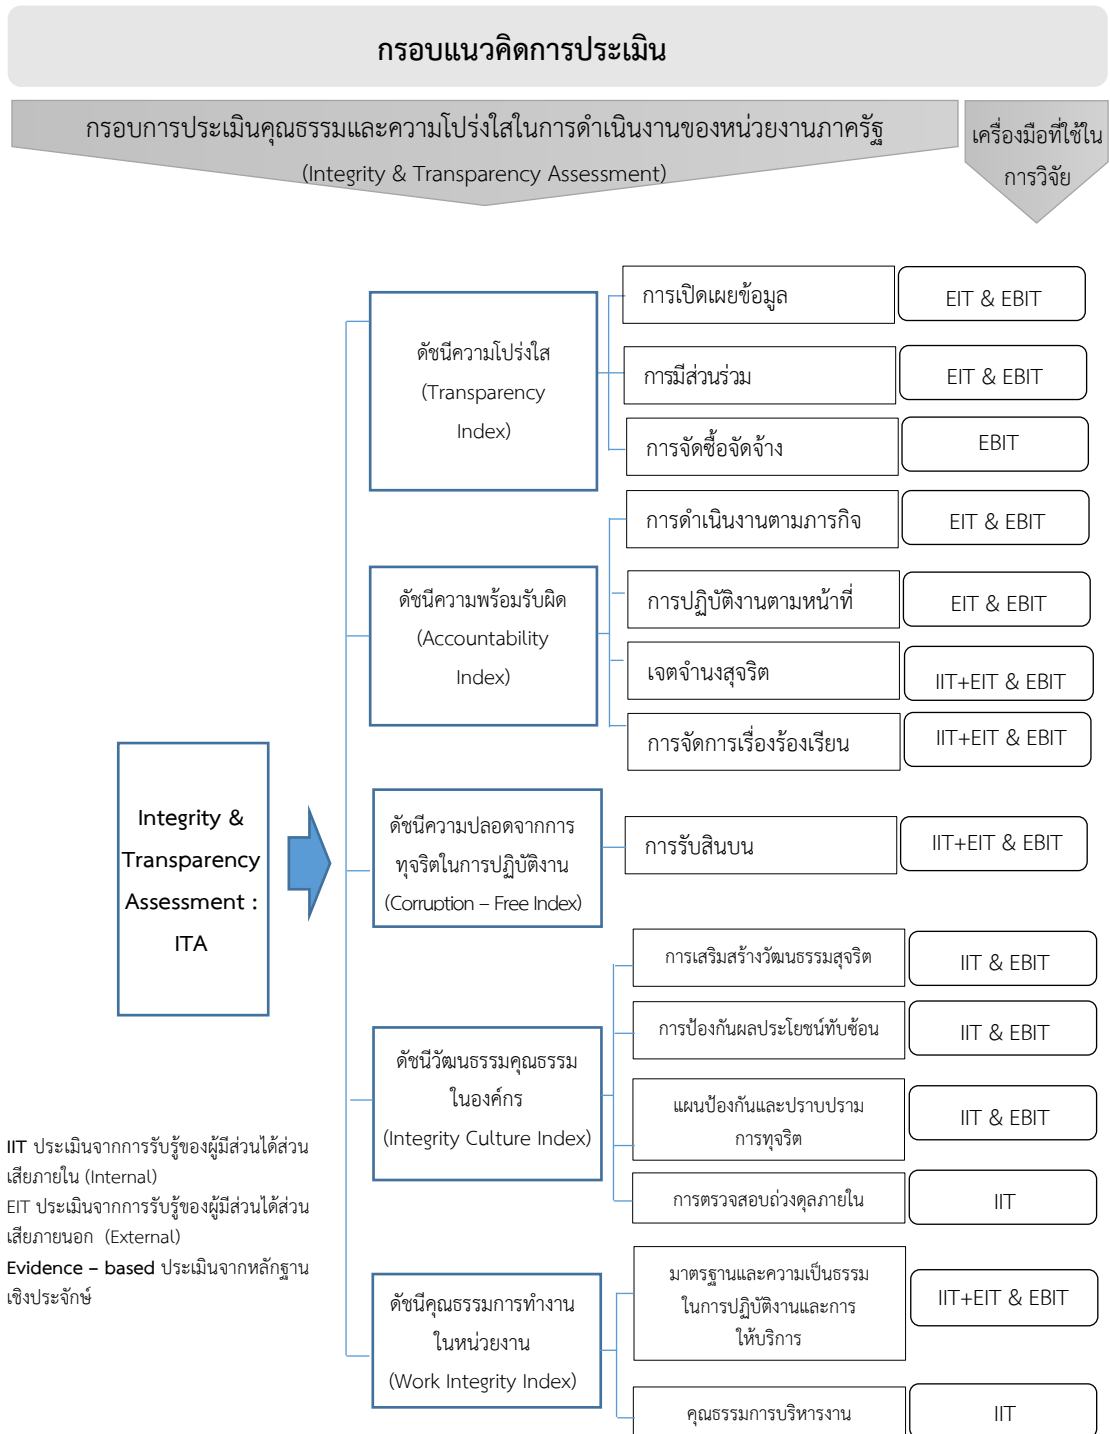 กรอบแนวคิดการประเมิน
กรอบการประเมินคุณธรรมและความโปร่งใสในการดำเนินงานของหน่วยงานภาครัฐ
(Integrity & Transparency Assessment)
เครื่องมือที่ใช้ใน
การวิจัย
Integrity &
Transparency
Assessment :
ITA
ดัชนีความโปร่งใส
(Transparency
Index)
การเปิดเผยข้อมูล
EIT & EBIT
การมีส่วนร่วม
EIT & EBIT
การจัดซื้อจัดจ้าง
EBIT
ดัชนีความพร้อมรับผิด
(Accountability
Index)
การดำเนินงานตามภารกิจ
EIT & EBIT
การปฏิบัติงานตามหน้าที่
EIT & EBIT
เจตจำนงสุจริต
IIT+EIT & EBIT
การจัดการเรื่องร้องเรียน
IIT+EIT & EBIT
ดัชนีความปลอดจากการ
ทุจริตในการปฏิบัติงาน
(Corruption – Free Index)
การรับสินบน
IIT+EIT & EBIT
ดัชนีวัฒนธรรมคุณธรรม
ในองค์กร
(Integrity Culture Index)
การเสริมสร้างวัฒนธรรมสุจริต
IIT & EBIT
การป้องกันผลประโยชน์ทับซ้อน
IIT & EBIT
แผนป้องกันและปราบปราม
การทุจริต
IIT & EBIT
การตรวจสอบถ่วงดุลภายใน
IIT
ดัชนีคุณธรรมการทำงาน
ในหน่วยงาน
(Work Integrity Index)
มาตรฐานและความเป็นธรรม
ในการปฏิบัติงานและการ
ให้บริการ
IIT+EIT & EBIT
คุณธรรมการบริหารงาน
IIT
IIT ประเมินจากการรับรู้ของผู้มีส่วนได้ส่วน
เสียภายใน (Internal)
EIT ประเมินจากการรับรู้ของผู้มีส่วนได้ส่วน
เสียภายนอก (External)
Evidence – based ประเมินจากหลักฐาน
เชิงประจักษ์